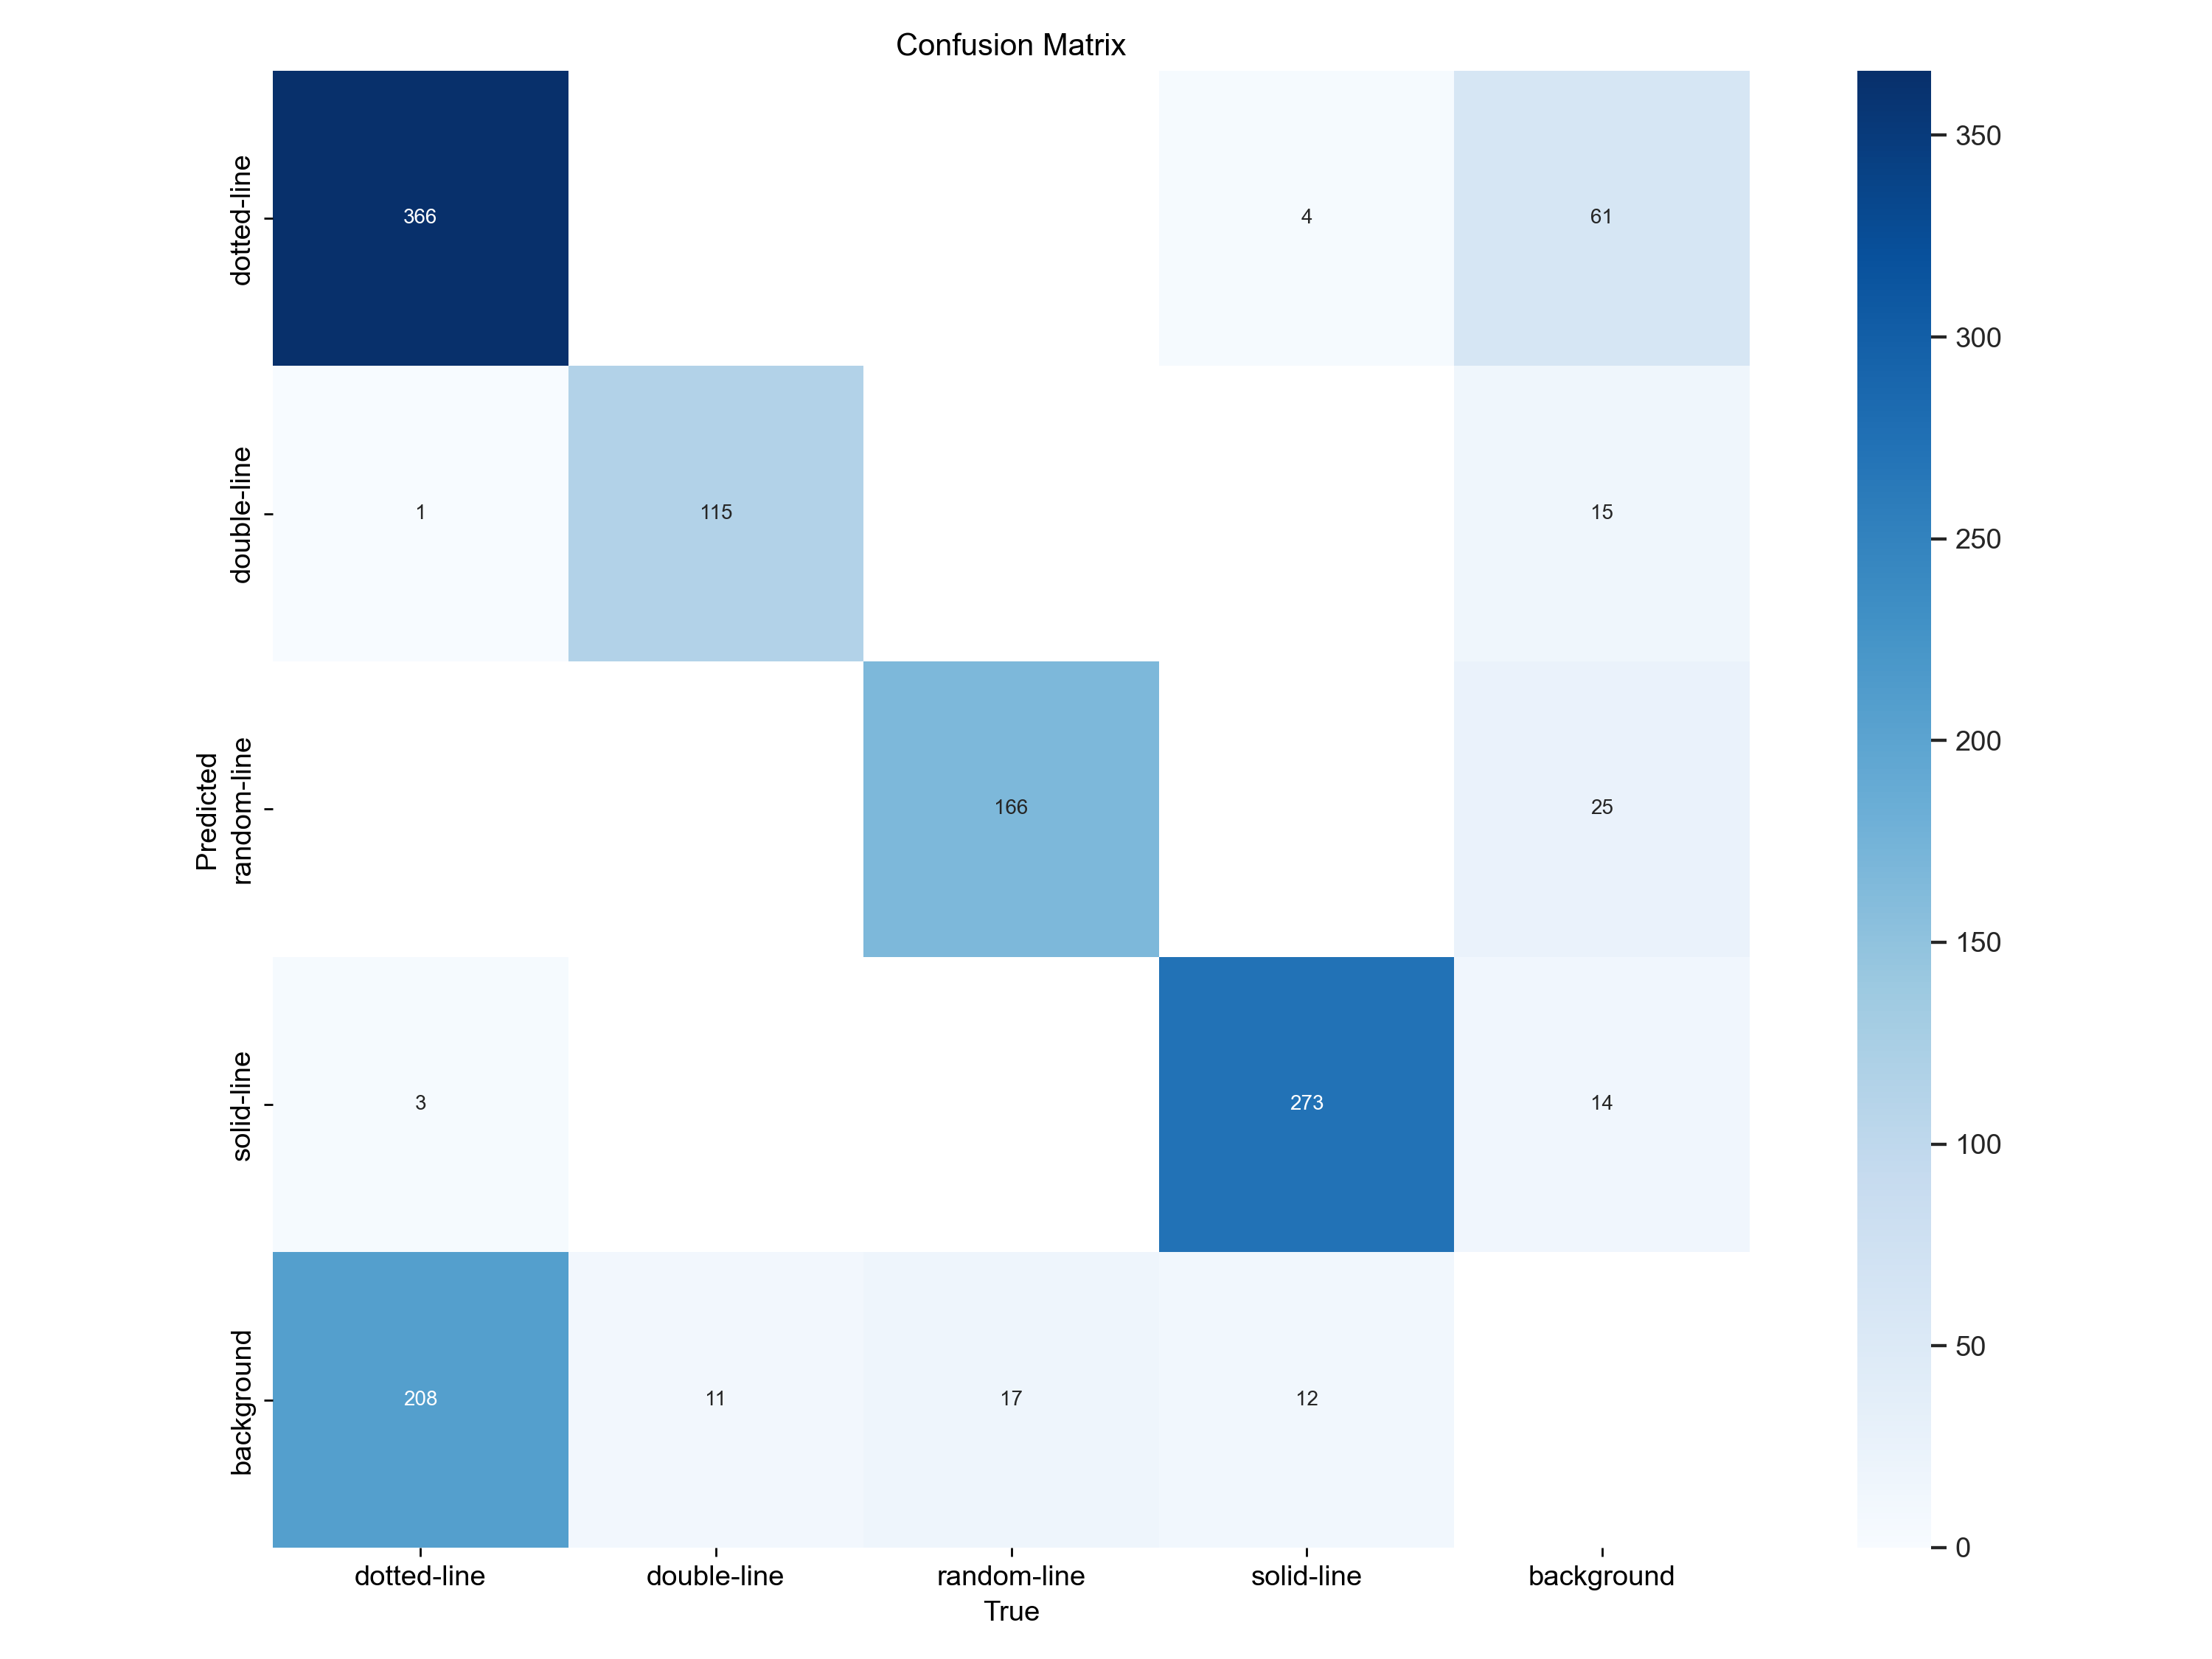 Confusion Matrix
dotted-line 366 4 61
double-line 1 115 15
random-line 166 25
solid-line 3 273 14
background 208 11 17 12
Predicted
dotted-line double-line random-line solid-line background
True
350
300
250
200
150
100
50
0